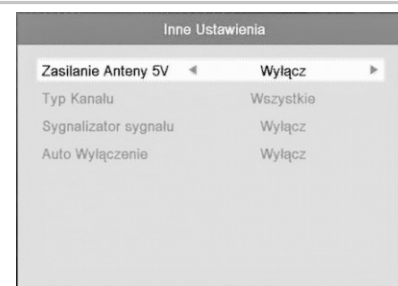 Inne Ustawienia
Zasilanie Anteny 5V ◀ Wyłącz ▶
Typ Kanału Wszystkie
Sygnalizator sygnału Wyłącz
Auto Wyłączenie Wyłącz